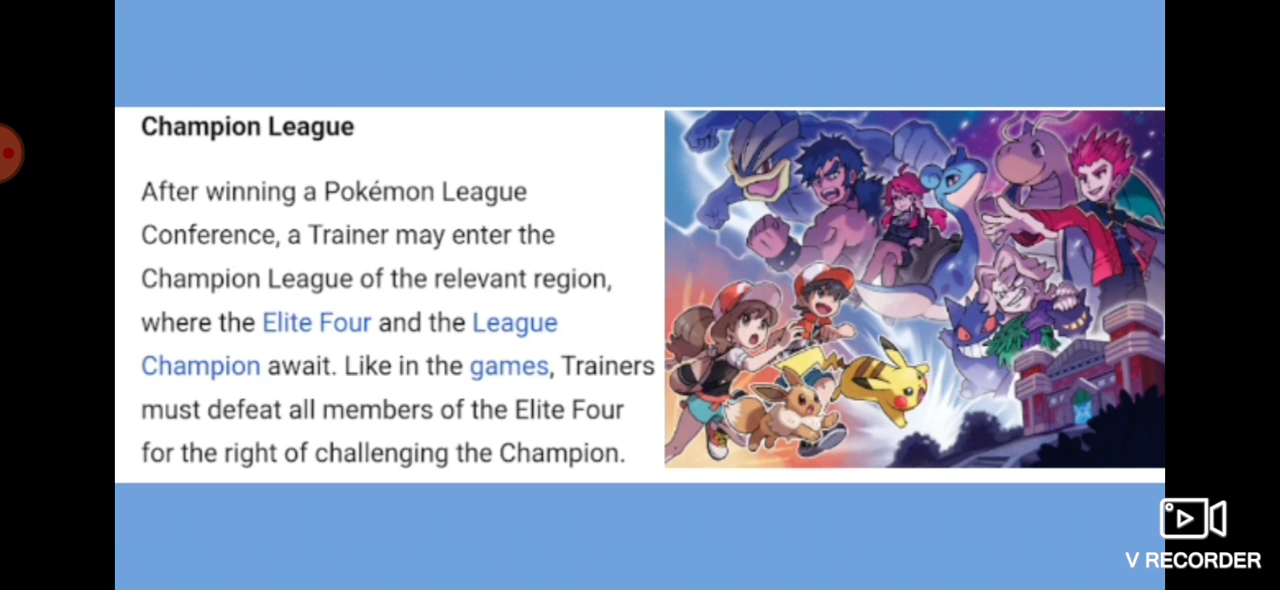 Champion League
After winning a Pokémon League
Conference, a Trainer may enter the
Champion League of the relevant region,
where the Elite Four and the League
Champion await. Like in the games, Trainers
must defeat all members of the Elite Four
for the right of challenging the Champion.
V RECORDER